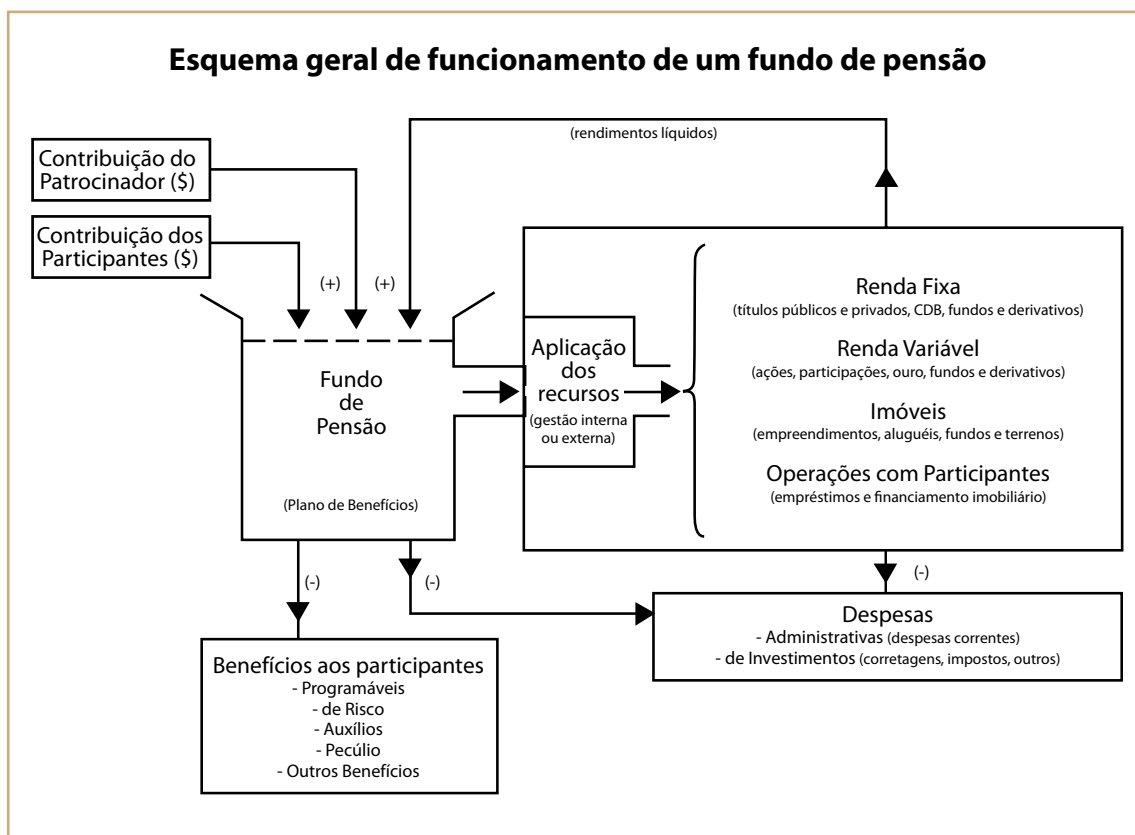 Esquema geral de funcionamento de um fundo de pensão
(rendimentos líquidos)
Contribuição do
Patrocinador ($)
Contribuição dos
Participantes ($)
(+)
(+)
Fundo
de
Pensão
(Plano de Benefícios)
Aplicação
dos
recursos
(gestão interna
ou externa)
Renda Fixa
(títulos públicos e privados, CDB, fundos e derivativos)
Renda Variável
(ações, participações, ouro, fundos e derivativos)
Imóveis
(empreendimentos, aluguéis, fundos e terrenos)
Operações com Participantes
(empréstimos e financiamento imobiliário)
(-)
(-)
(-)
Despesas
- Administrativas (despesas correntes)
- de Investimentos (corretagens, impostos, outros)
Benefícios aos participantes
- Programáveis
- de Risco
- Auxílios
- Pecúlio
- Outros Benefícios